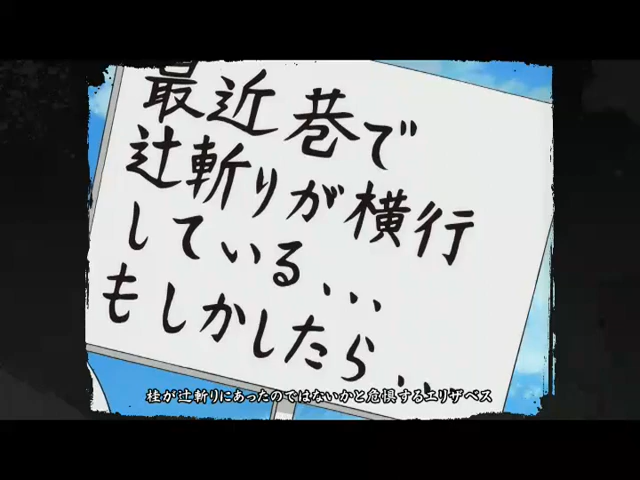 最近巷で
辻斬りが横行
している...
もしかしたら...
桂が辻斬りにあったのではないかと危惧するエリザベス